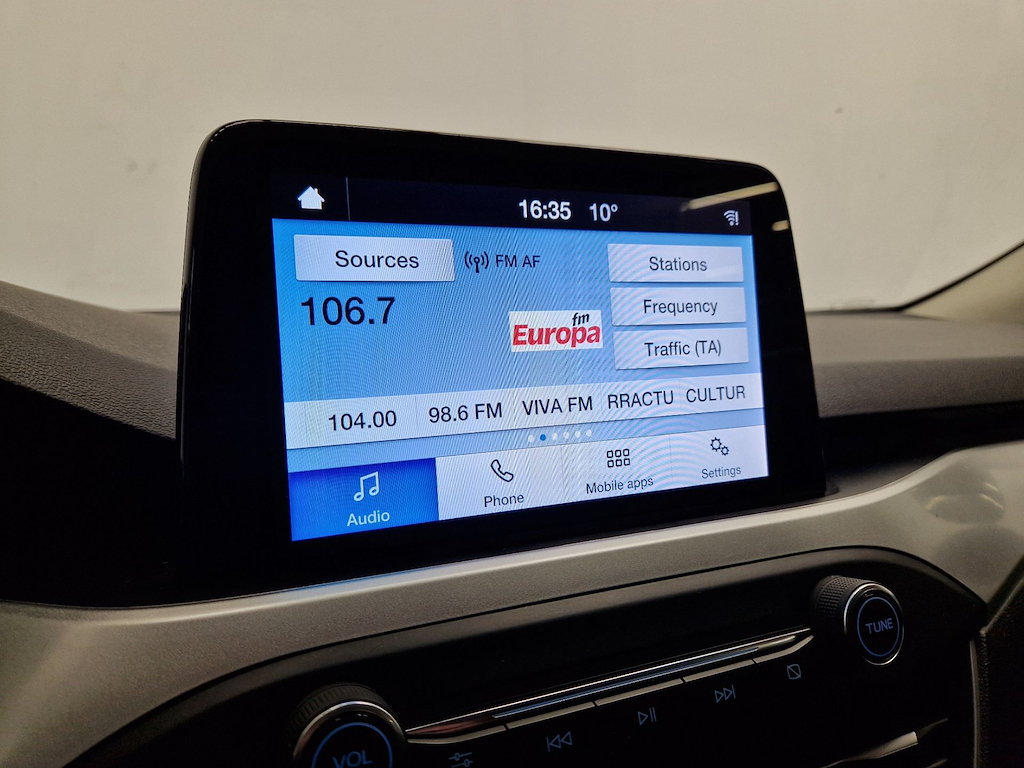 16:35 10°
Sources FM AF Stations
106.7 Frequency
Europa fm Traffic (TA)
104.00 98.6 FM VIVA FM RRACTU CULTUR
Audio Phone Mobile apps Settings
TUNE
VOL